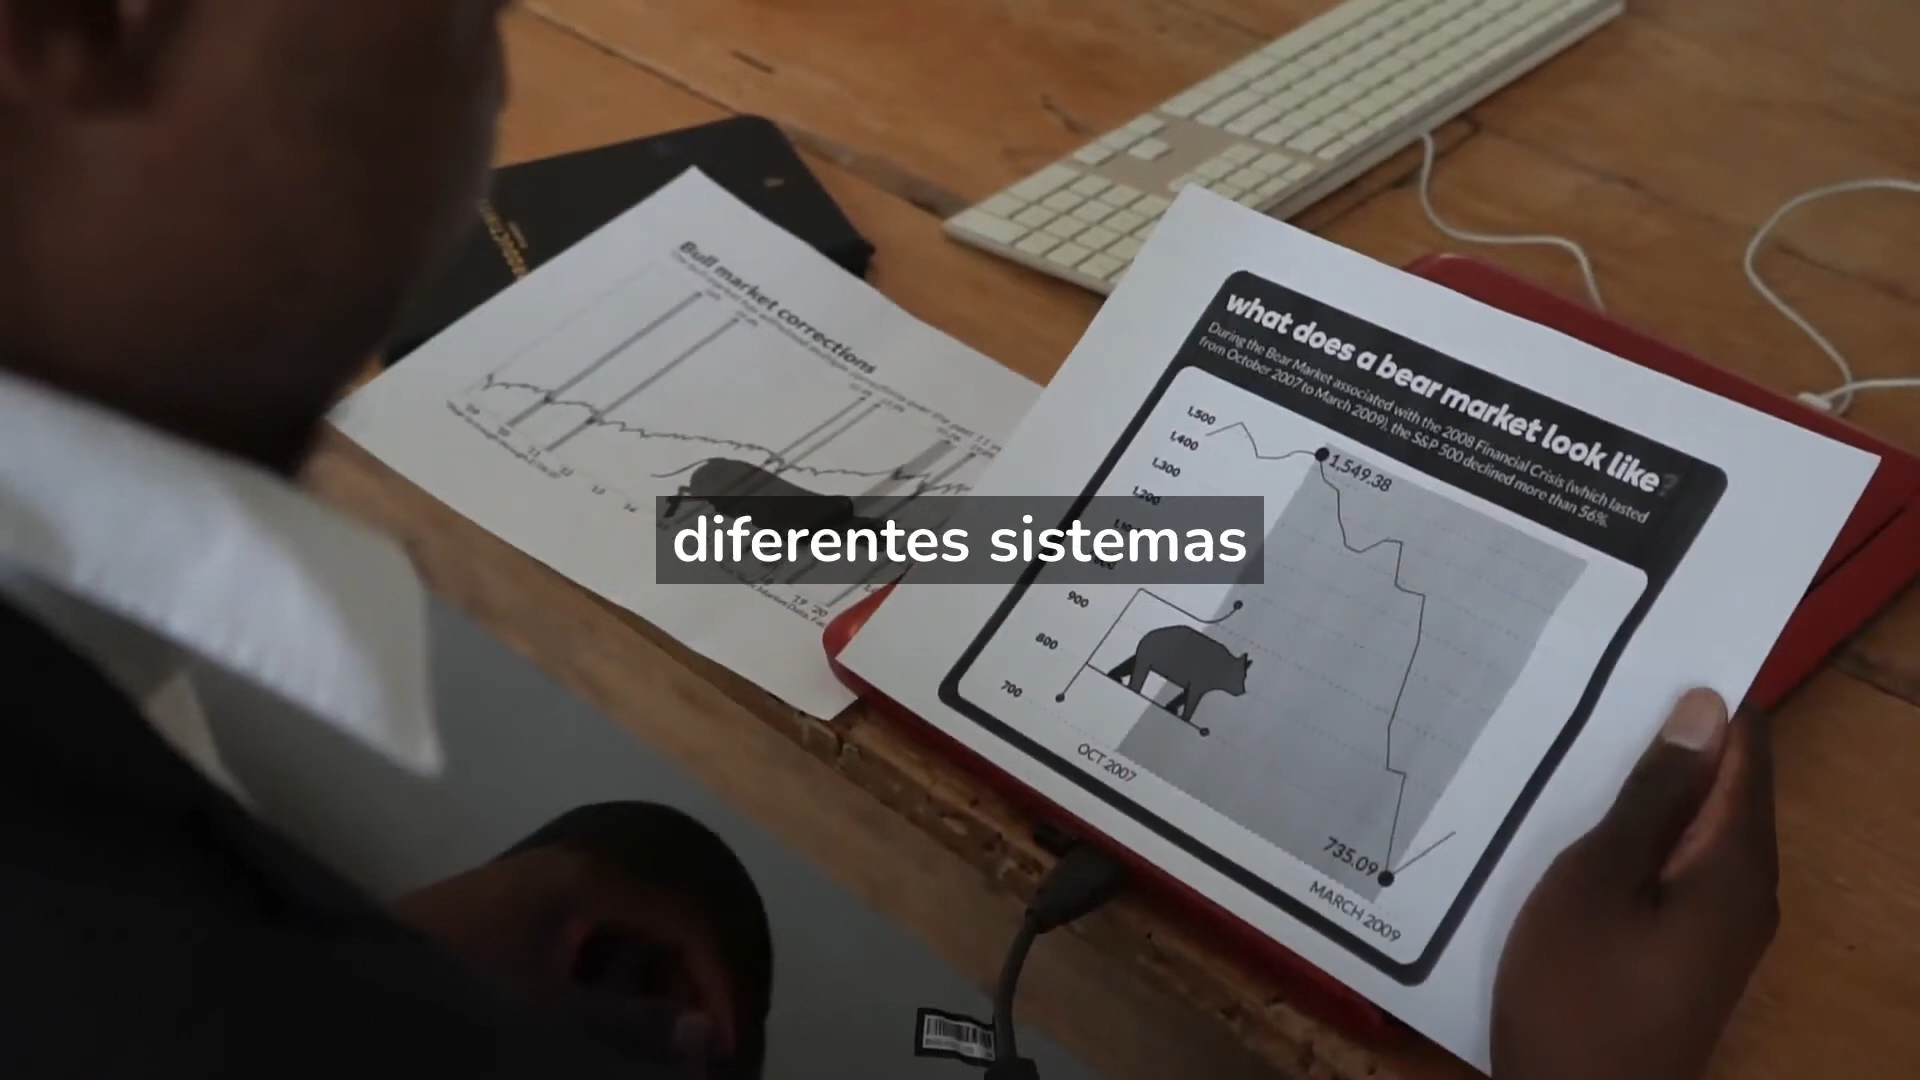 Bull market corrections
what does a bear market look like?
During the Bear Market associated with the 2008 Financial Crisis (which lasted
from October 2007 to March 2009), the S&P 500 declined more than 56%.
1,500
1,400
1,300
1,200
900
800
700
1,549.38
735.09
OCT 2007
MARCH 2009
diferentes sistemas
19 '20